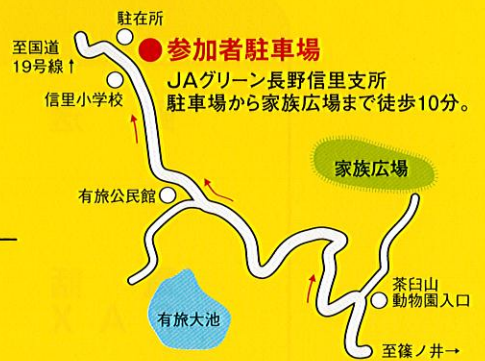 駐在所
至国道
19号線↑
●参加者駐車場
JAグリーン長野信里支所
駐車場から家族広場まで徒歩10分。
信里小学校
家族広場
有旅公民館
有旅大池
茶臼山
動物園入口
至篠ノ井→